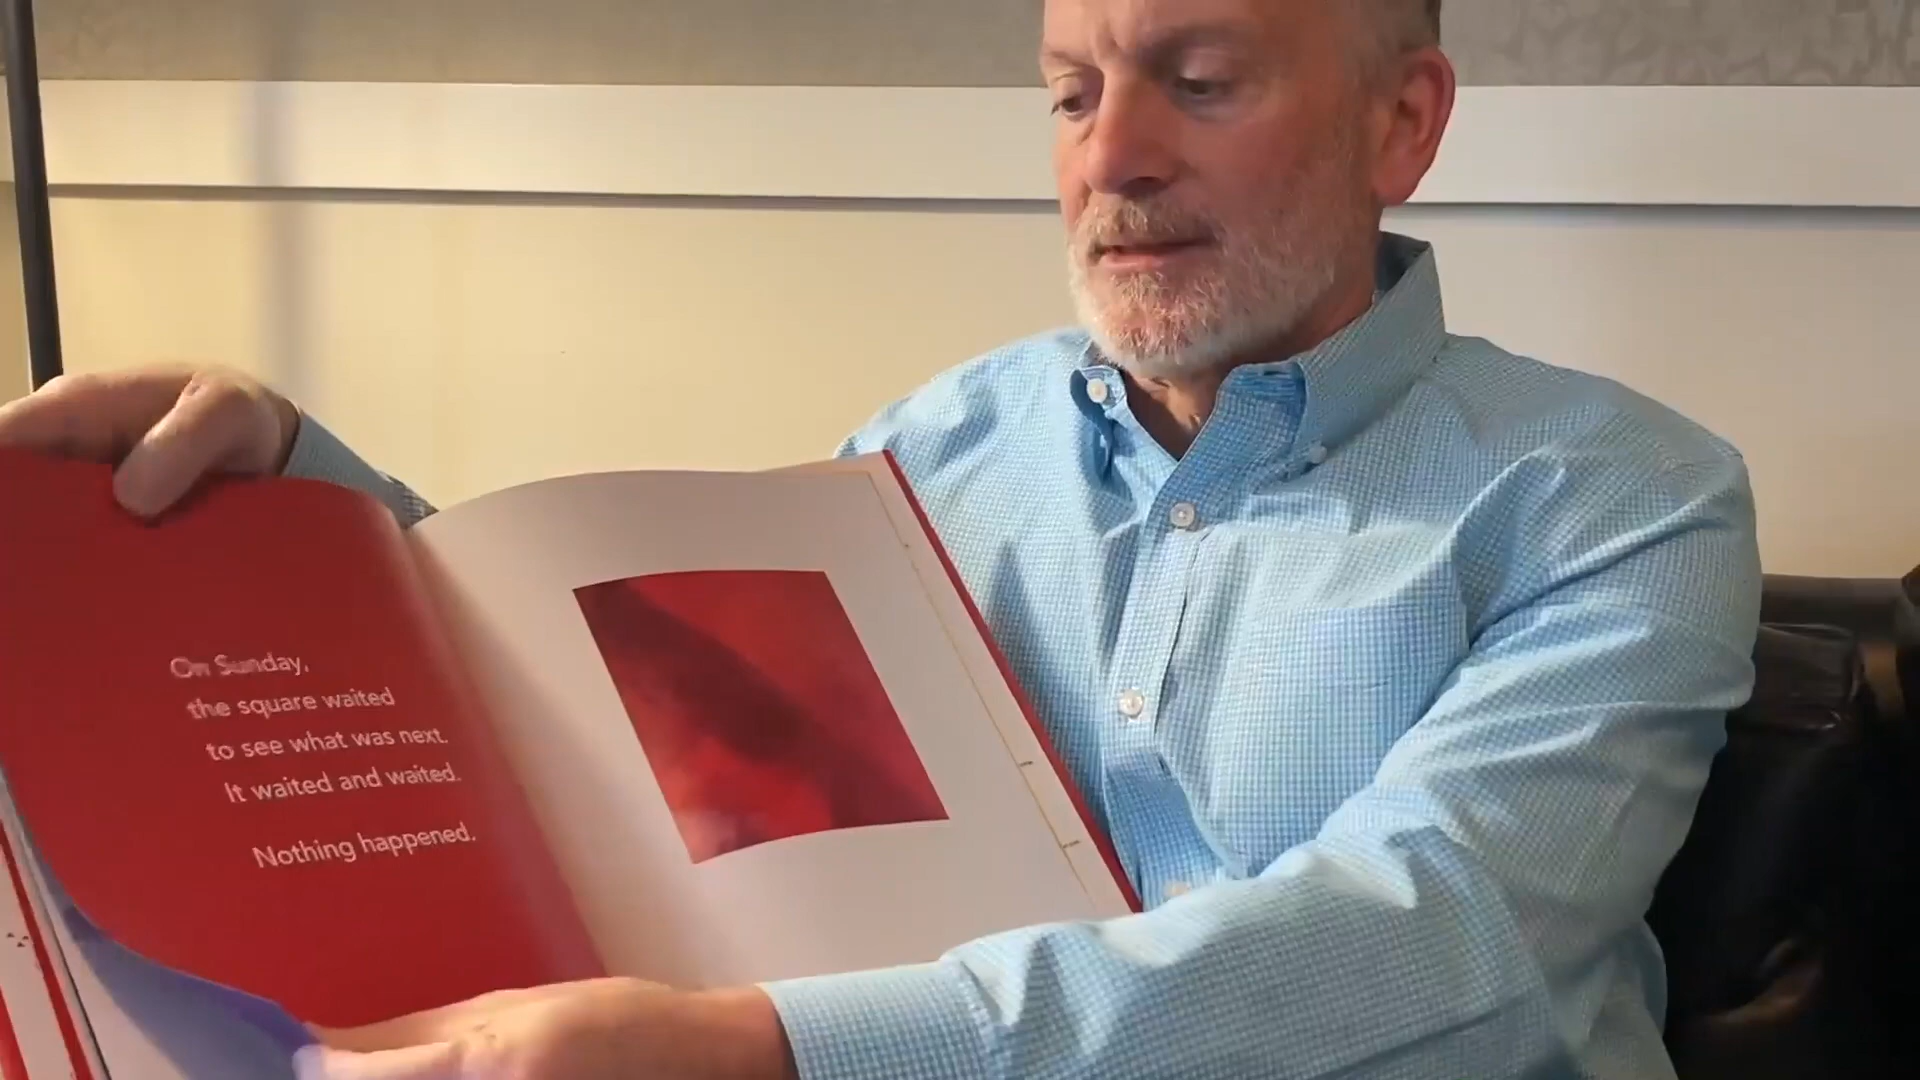 On Sunday,
the square waited
to see what was next.
It waited and waited.
Nothing happened.